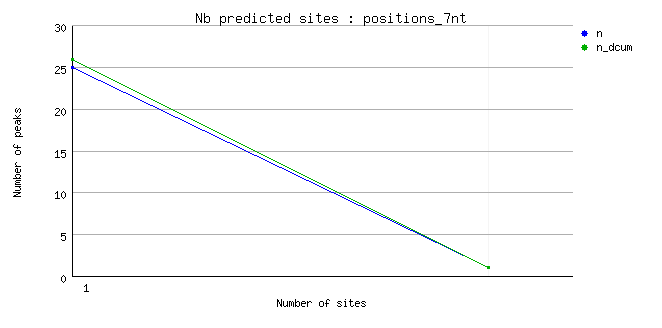 Nb predicted sites : positions_7nt
n
n_dcum
30
25
20
15
10
5
0
1
Number of peaks
Number of sites